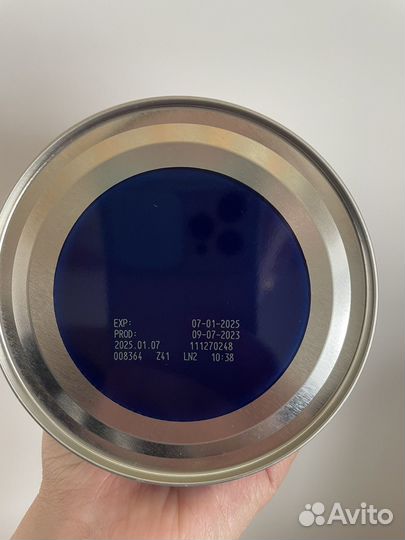 EXP: 07-01-2025
PROD: 09-07-2023
2025.01.07 111270248
008364 Z41 LN2 10:38
Avito